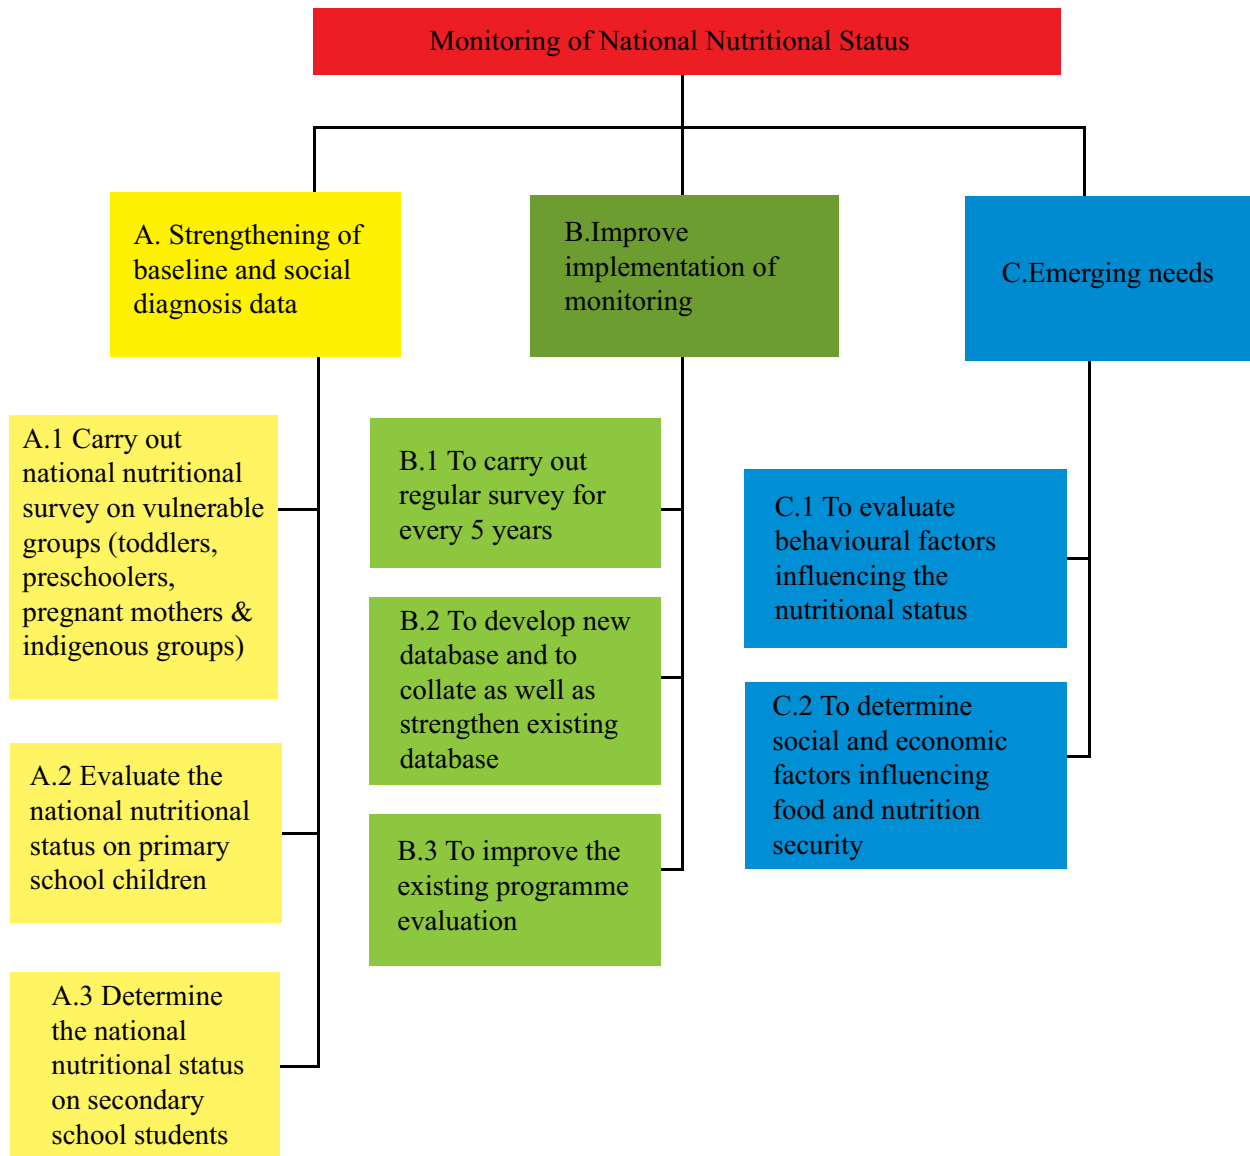 Monitoring of National Nutritional Status
A. Strengthening of
baseline and social
diagnosis data
A.1 Carry out
national nutritional
survey on vulnerable
groups (toddlers,
preschoolers,
pregnant mothers &
indigenous groups)
A.2 Evaluate the
national nutritional
status on primary
school children
A.3 Determine
the national
nutritional status
on secondary
school students
B.Improve
implementation of
monitoring
B.1 To carry out
regular survey for
every 5 years
B.2 To develop new
database and to
collate as well as
strengthen existing
database
B.3 To improve the
existing programme
evaluation
C.Emerging needs
C.1 To evaluate
behavioural factors
influencing the
nutritional status
C.2 To determine
social and economic
factors influencing
food and nutrition
security